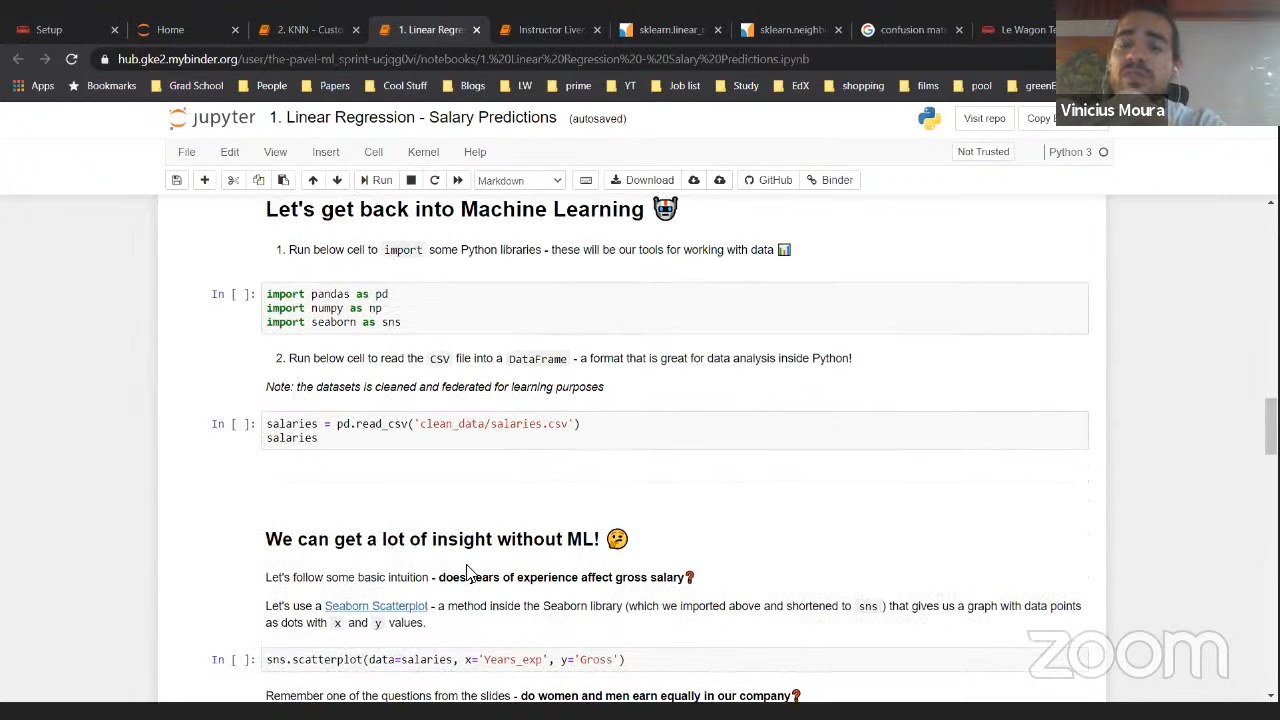 Setup
Home
2. KNN - Custo
1. Linear Regre
Instructor Livec
sklearn.linear_r
sklearn.neighb
confusion mat
Le Wagon Te
hub.gke2.mybinder.org/user/the-pavel-ml_sprint-ucjqg0vi/notebooks/1.%20Linear%20Regression%20-%20Salary%20Predictions.ipynb
Apps Bookmarks Grad School People Papers Cool Stuff Blogs LW prime YT Job list Study EdX shopping films pool greenE
Vinicius Moura
jupyter 1. Linear Regression - Salary Predictions (autosaved)
Visit repo
Copy B
File Edit View Insert Cell Kernel Help
Not Trusted
Python 3
Run
Markdown
Download
GitHub
Binder
Let's get back into Machine Learning 🤖
1. Run below cell to import some Python libraries - these will be our tools for working with data 📊
In [ ]:
import pandas as pd
import numpy as np
import seaborn as sns
2. Run below cell to read the CSV file into a DataFrame - a format that is great for data analysis inside Python!
Note: the datasets is cleaned and federated for learning purposes
In [ ]:
salaries = pd.read_csv('clean_data/salaries.csv')
salaries
We can get a lot of insight without ML! 🤔
Let's follow some basic intuition - does years of experience affect gross salary❓
Let's use a Seaborn Scatterplot - a method inside the Seaborn library (which we imported above and shortened to sns ) that gives us a graph with data points
as dots with x and y values.
In [ ]:
sns.scatterplot(data=salaries, x='Years_exp', y='Gross')
Remember one of the questions from the slides - do women and men earn equally in our company❓
zoom